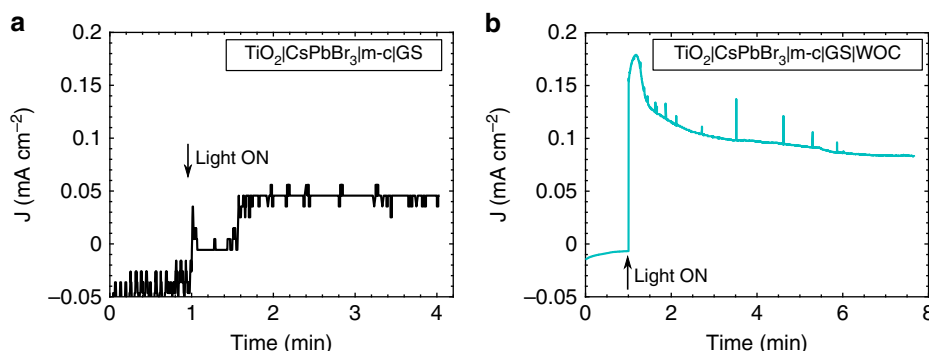 a
0.2
0.15
0.1
0.05
0
−0.05
J (mA cm⁻²)
TiO₂|CsPbBr₃|m-c|GS
Light ON
0 1 2 3 4
Time (min)
b
0.2
0.15
0.1
0.05
0
−0.05
J (mA cm⁻²)
TiO₂|CsPbBr₃|m-c|GS|WOC
Light ON
0 2 4 6 8
Time (min)